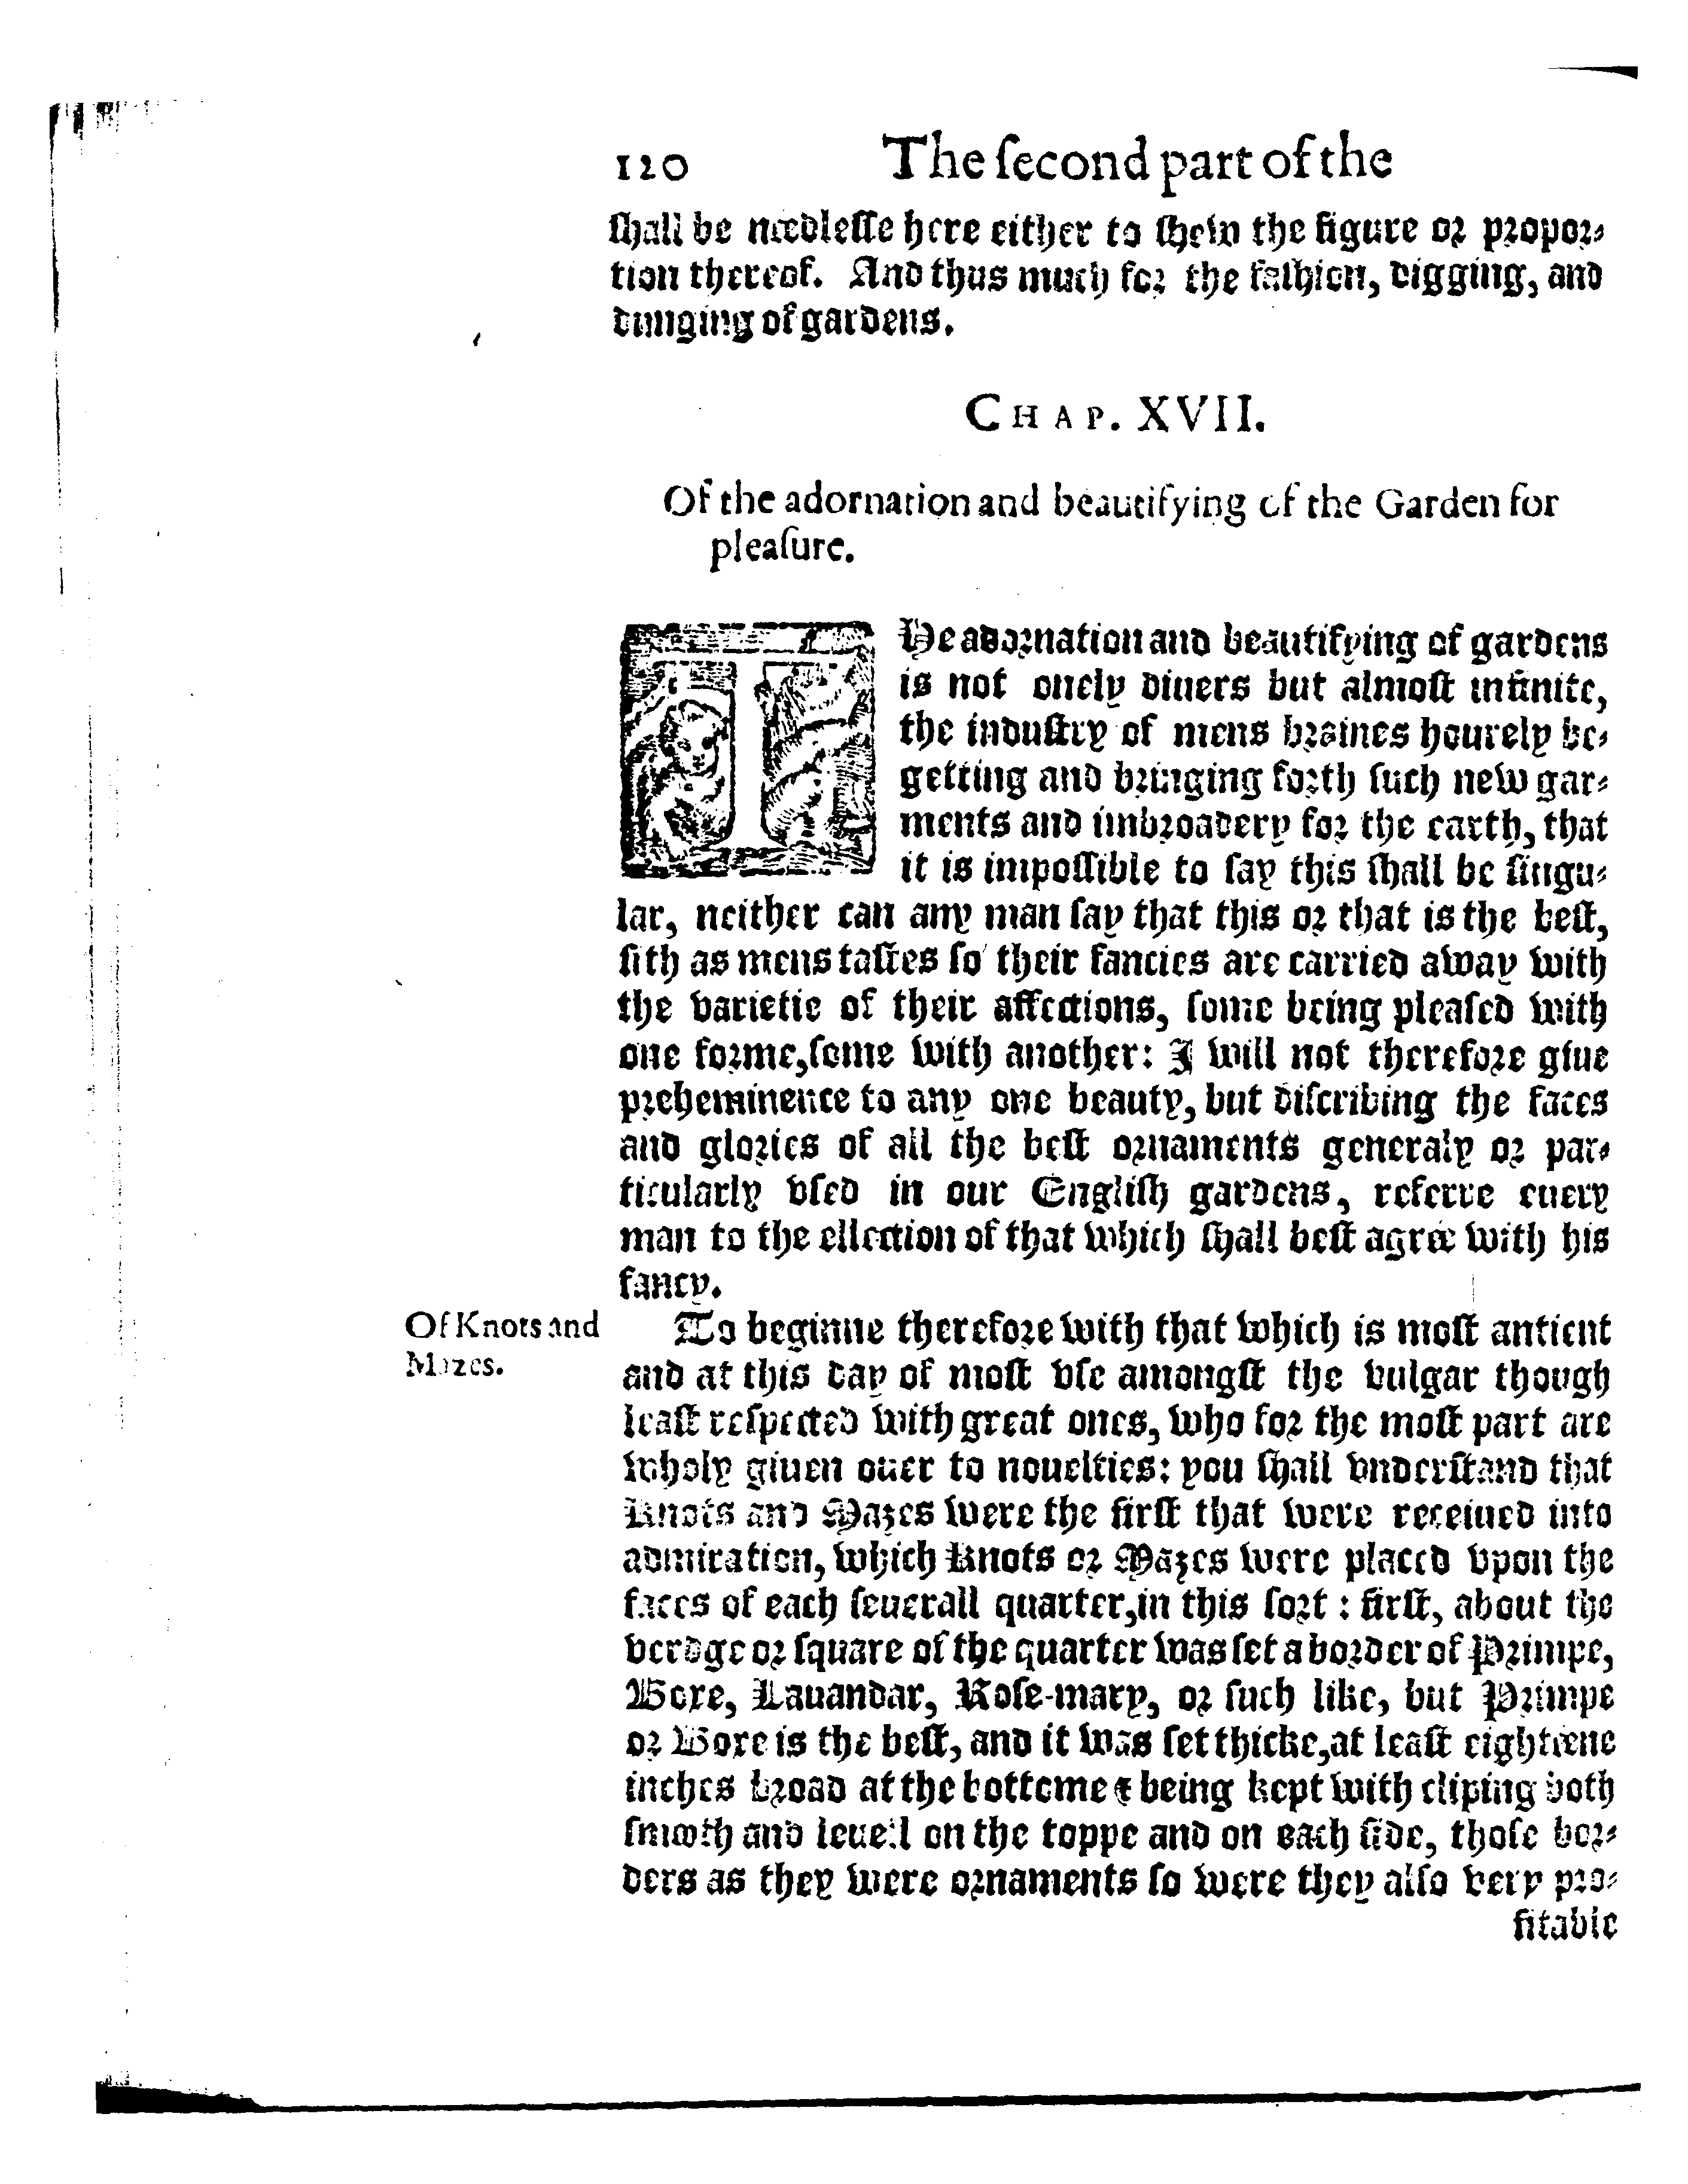 120 The ſecond part of the
ſhall be needleſſe here either to ſhew the figure or propor-
tion thereof. And thus much for the faſhion, digging, and
dunging of gardens.
CHAP. XVII.
Of the adornation and beautifying of the Garden for
pleaſure.
THe adornation and beautifying of gardens
is not onely diuers but almoſt infinite,
the induſtry of mens braines hourely be-
getting and bringing forth ſuch new gar-
ments and imbroadery for the earth, that
it is impoſſible to ſay this ſhall be ſingu-
lar, neither can any man ſay that this or that is the beſt,
ſith as mens taſtes ſo their fancies are carried away with
the varietie of their affections, ſome being pleaſed with
one forme, ſome with another: I will not therefore giue
preheminence to any one beauty, but diſcribing the faces
and glories of all the beſt ornaments generaly or par-
ticularly vſed in our Engliſh gardens, referre euery
man to the ellection of that which ſhall beſt agree with his
fancy.
Of Knots and
Mazes.
To beginne therefore with that which is moſt antient
and at this day of moſt vſe amongſt the vulgar though
leaſt reſpected with great ones, who for the moſt part are
wholy giuen ouer to nouelties: you ſhall vnderſtand that
Knots and Mazes were the firſt that were receiued into
admiration, which Knots or Mazes were placed vpon the
faces of each ſeuerall quarter, in this ſort: firſt, about the
verdge or ſquare of the quarter was ſet a border of Primpe,
Boxe, Lauandar, Roſe-mary, or ſuch like, but Primpe
or Boxe is the beſt, and it was ſet thicke, at leaſt eighteene
inches broad at the bottome & being kept with cliping both
ſmooth and leuell on the toppe and on each ſide, thoſe bor-
ders as they were ornaments ſo were they alſo very pro-
fitable